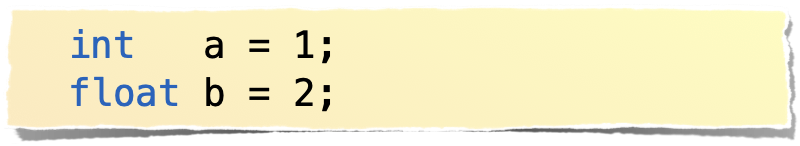 int   a = 1;
float b = 2;